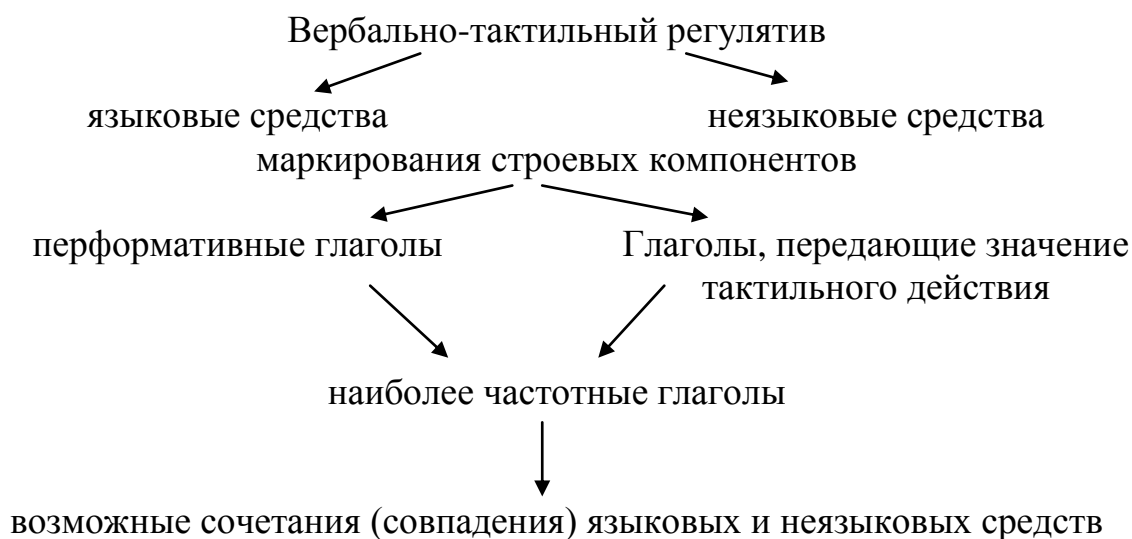 Вербально-тактильный регулятив
языковые средства неязыковые средства
маркирования строевых компонентов
перформативные глаголы Глаголы, передающие значение
тактильного действия
наиболее частотные глаголы
возможные сочетания (совпадения) языковых и неязыковых средств